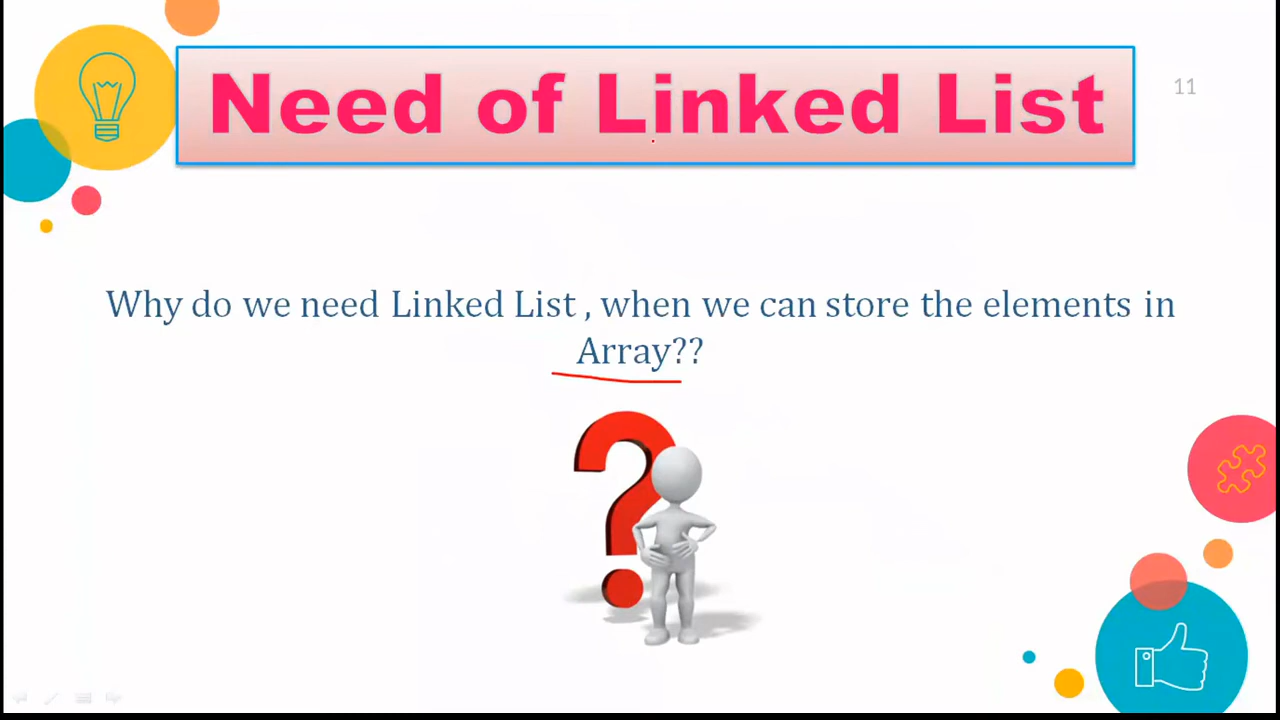 Need of Linked List
11
Why do we need Linked List , when we can store the elements in
Array??